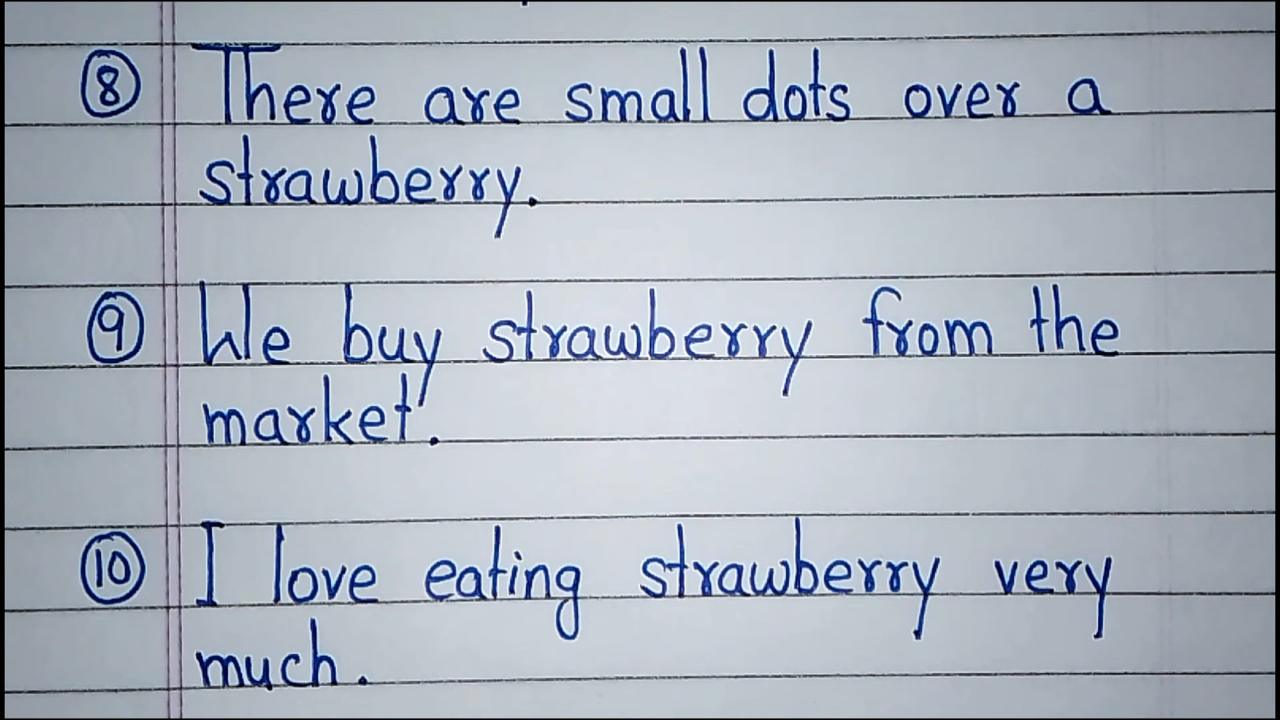 8 There are small dots over a
strawberry.
9 We buy strawberry from the
market.
10 I love eating strawberry very
much.